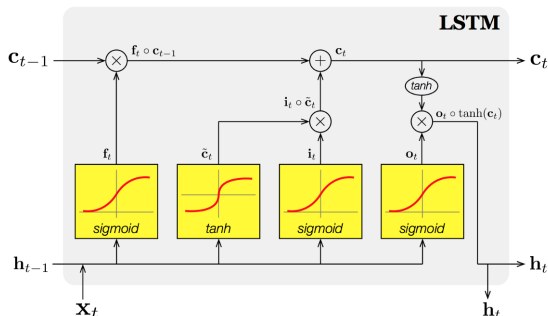 LSTM
c_{t-1}
f_t ∘ c_{t-1}
c_t
c_t
×
+
tanh
i_t ∘ c̃_t
×
×
o_t ∘ tanh(c_t)
f_t
c̃_t
i_t
o_t
sigmoid
tanh
sigmoid
sigmoid
h_{t-1}
h_t
x_t
h_t